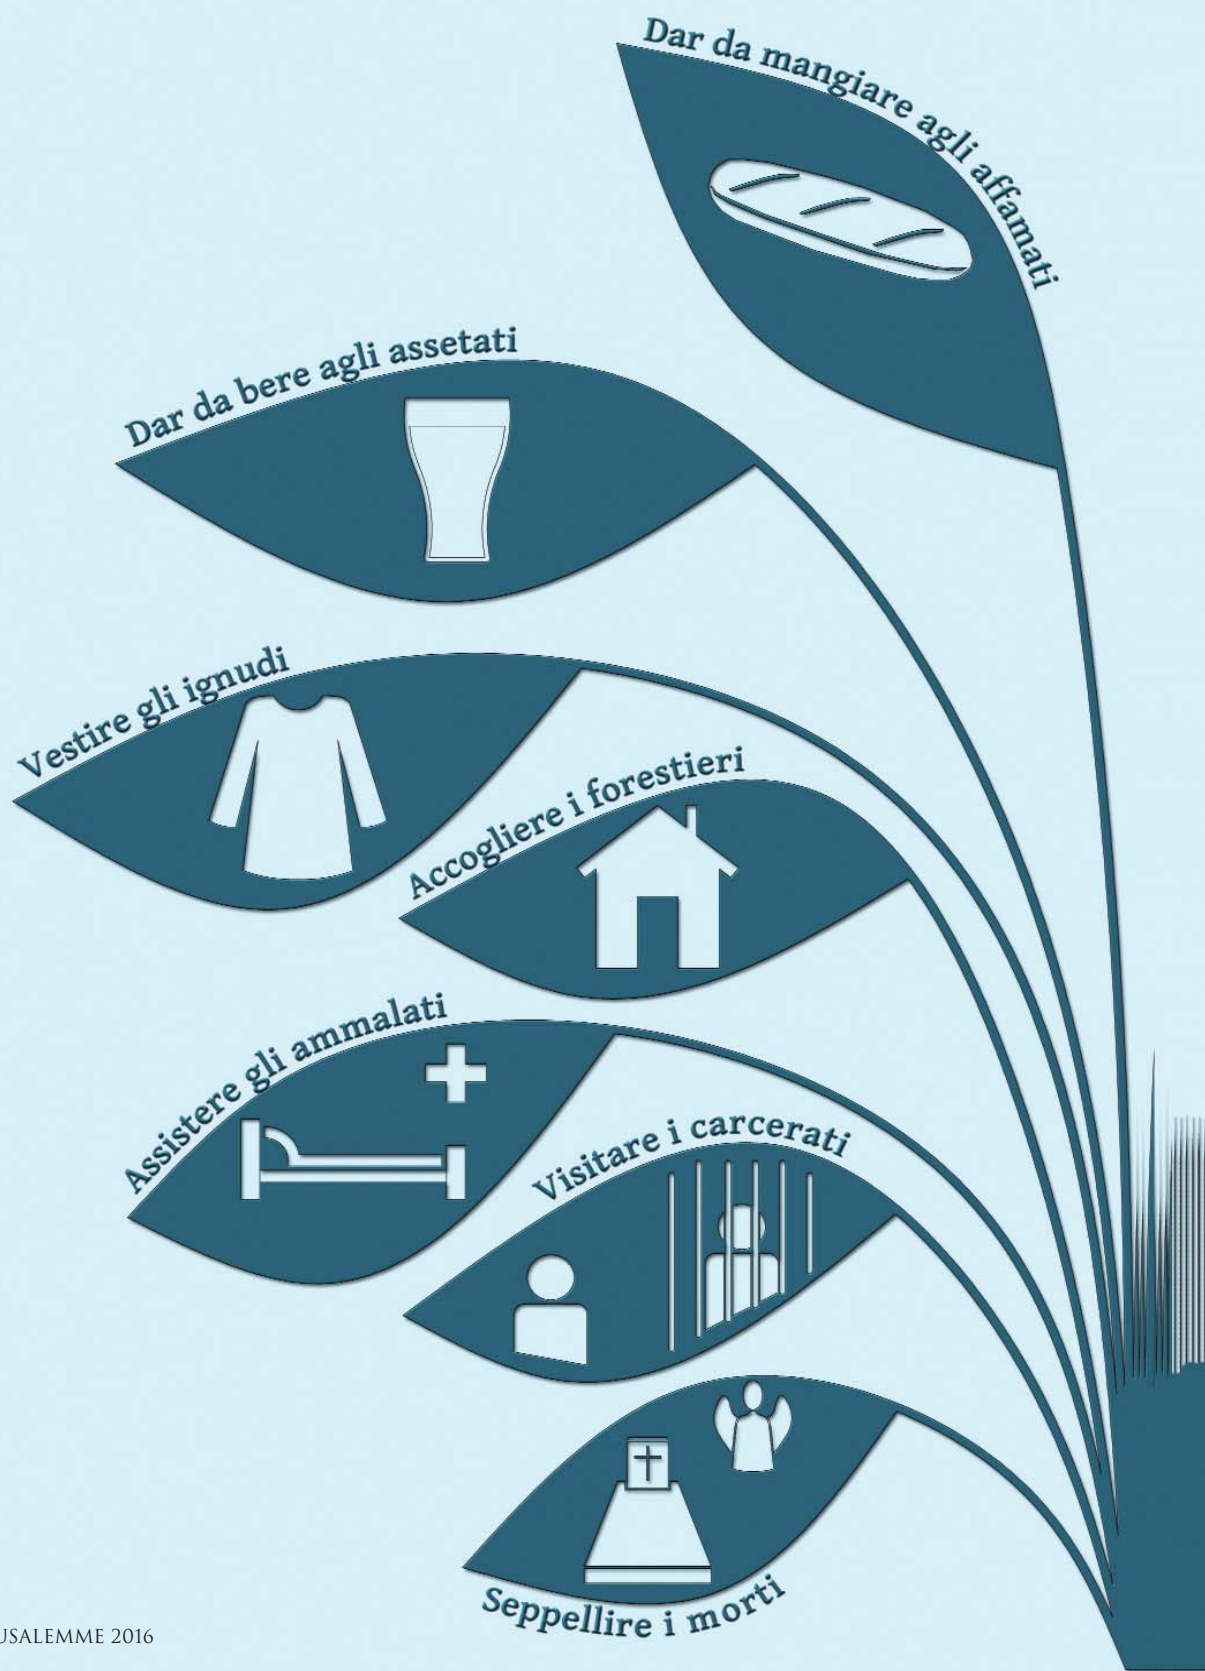 Dar da mangiare agli affamati
Dar da bere agli assetati
Vestire gli ignudi
Accogliere i forestieri
Assistere gli ammalati
Visitare i carcerati
Seppellire i morti
USALEMME 2016